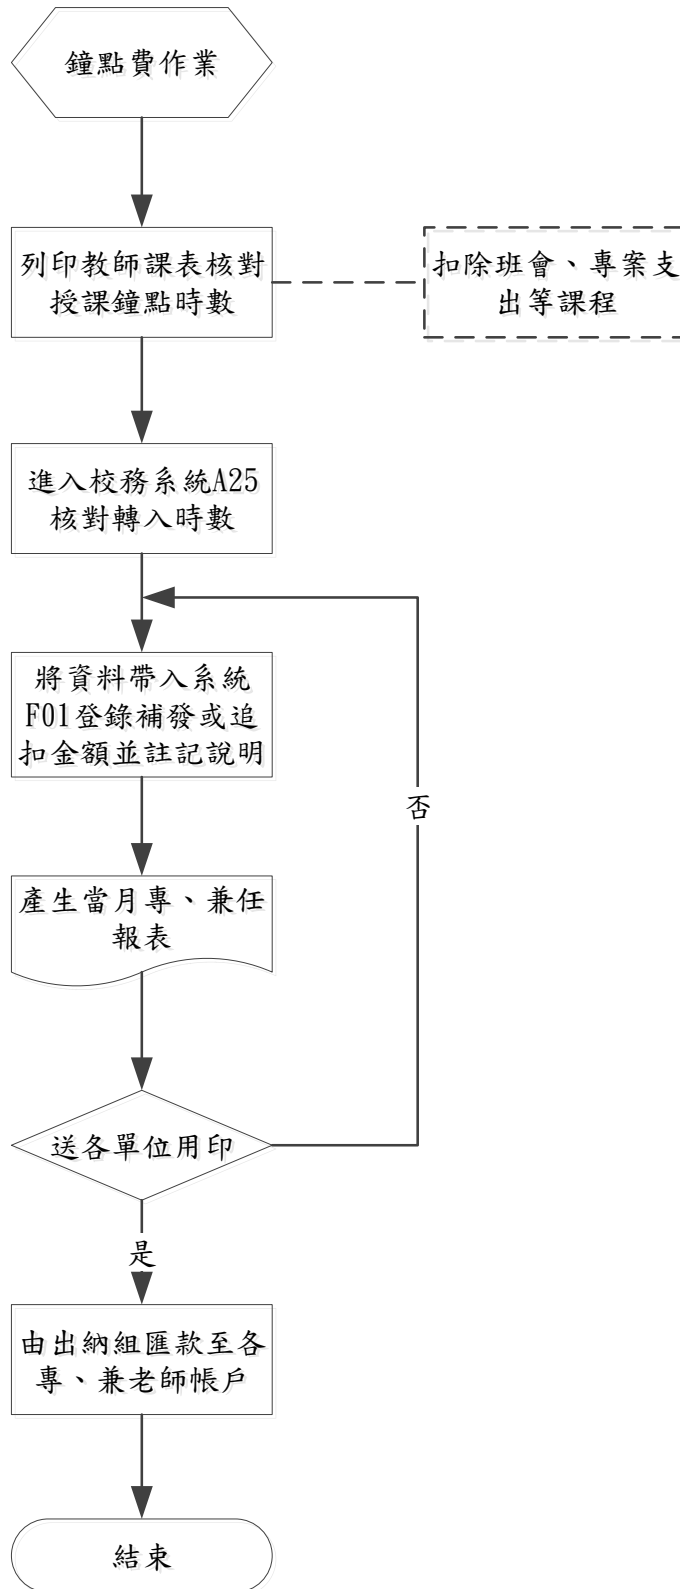 鐘點費作業
列印教師課表核對
授課鐘點時數
扣除班會、專案支
出等課程
進入校務系統A25
核對轉入時數
將資料帶入系統
F01登錄補發或追
扣金額並註記說明
否
產生當月專、兼任
報表
送各單位用印
是
由出納組匯款至各
專、兼老師帳戶
結束